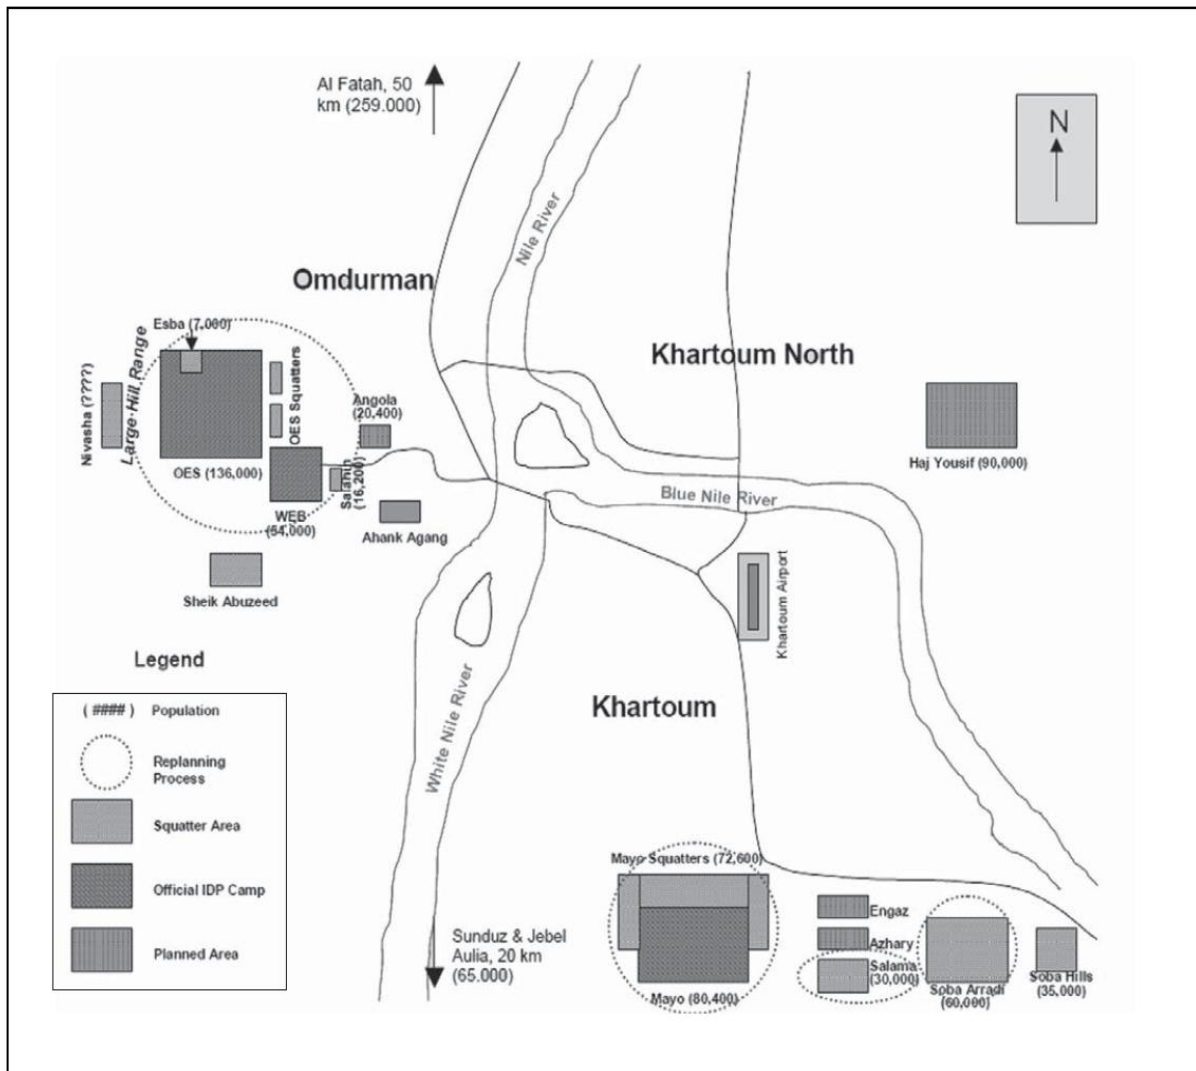 Al Fatah, 50
km (259.000)
N
Nile River
Omdurman
Esba (7,000)
Large Hill Range
Nivasha (????)
OES Squatters
Khartoum North
Angola
(20,400)
OES (136,000)
Salahin
(16,200)
WEB
(54,000)
Ahank Agang
Haj Yousif (90,000)
Blue Nile River
Sheik Abuzeed
Khartoum Airport
Legend
( #### ) Population
Replanning
Process
Squatter Area
Official IDP Camp
Planned Area
White Nile River
Khartoum
Sunduz & Jebel
Aulia, 20 km
(65.000)
Mayo Squatters (72,600)
Mayo (80,400)
Engaz
Azhary
Salama
(30,000)
Soba Arradi
(60,000)
Soba Hills
(35,000)